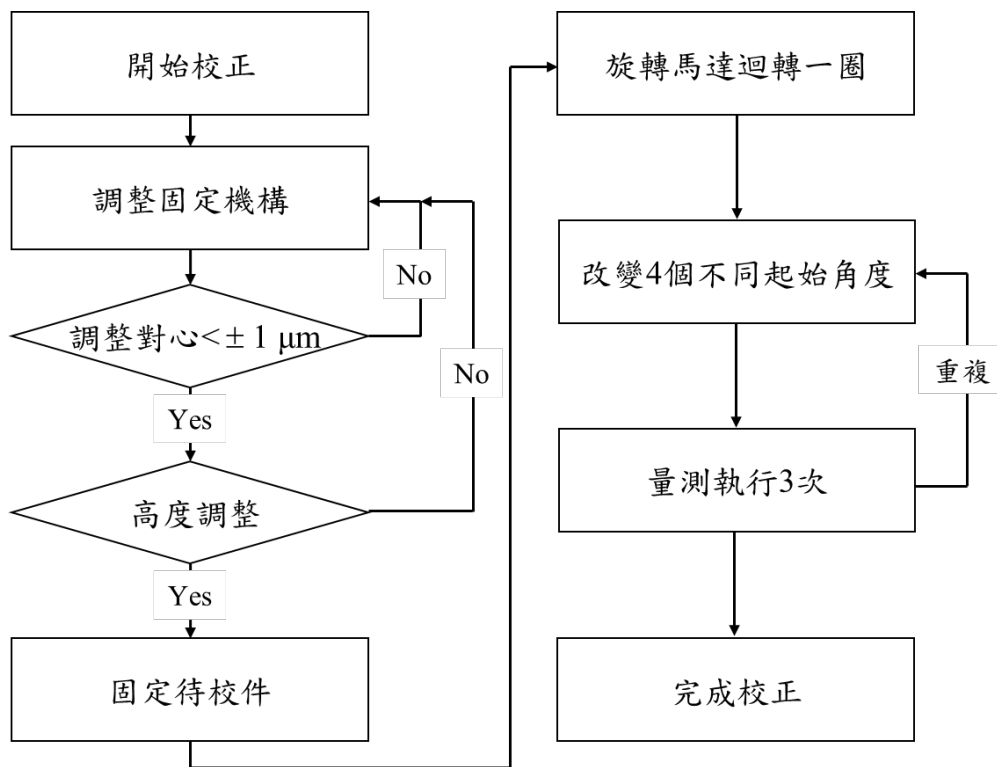 開始校正
調整固定機構
No
調整對心<± 1 μm
No
Yes
高度調整
Yes
固定待校件
旋轉馬達迴轉一圈
改變4個不同起始角度
重複
量測執行3次
完成校正